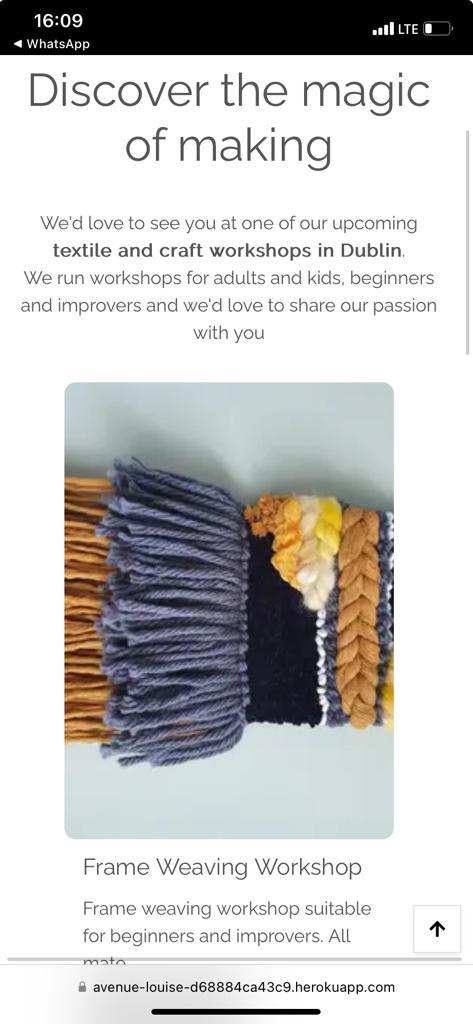 16:09
LTE
◀ WhatsApp
Discover the magic
of making
We'd love to see you at one of our upcoming
textile and craft workshops in Dublin.
We run workshops for adults and kids, beginners
and improvers and we'd love to share our passion
with you
Frame Weaving Workshop
Frame weaving workshop suitable
for beginners and improvers. All
mate
avenue-louise-d68884ca43c9.herokuapp.com